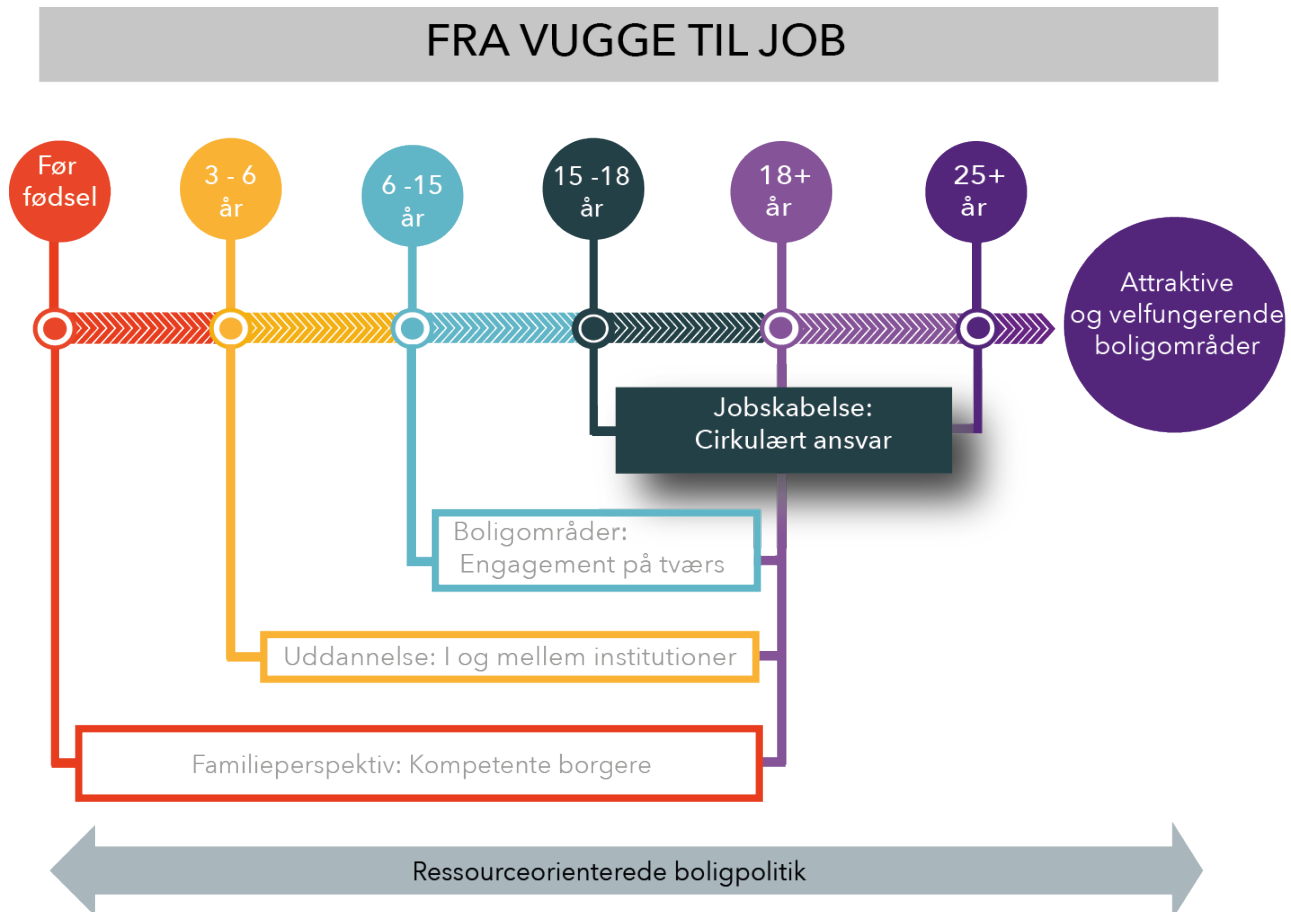 FRA VUGGE TIL JOB
Før
fødsel
3 - 6
år
6 -15
år
15 -18
år
18+
år
25+
år
Attraktive
og velfungerende
boligområder
Jobskabelse:
Cirkulært ansvar
Boligområder:
Engagement på tværs
Uddannelse: I og mellem institutioner
Familieperspektiv: Kompetente borgere
Ressourceorienterede boligpolitik